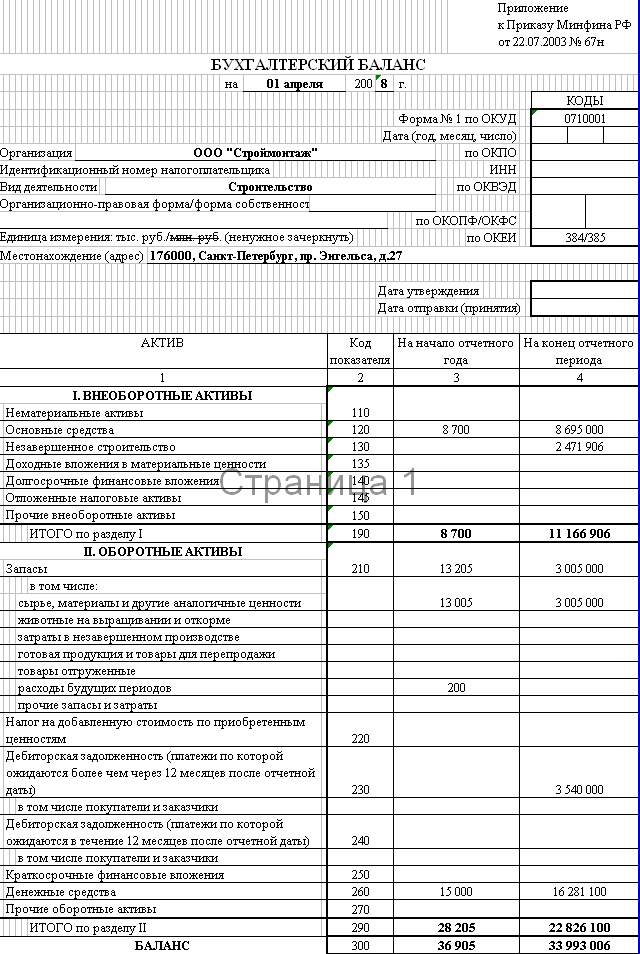 Приложение
к Приказу Минфина РФ
от 22.07.2003 № 67н
БУХГАЛТЕРСКИЙ БАЛАНС
на 01 апреля 200 8 г.
КОДЫ
Форма № 1 по ОКУД 0710001
Дата (год, месяц, число)
Организация ООО "Строймонтаж" по ОКПО
Идентификационный номер налогоплательщика ИНН
Вид деятельности Строительство по ОКВЭД
Организационно-правовая форма/форма собственност
по ОКОПФ/ОКФС
Единица измерения: тыс. руб./млн. руб. (ненужное зачеркнуть) по ОКЕИ 384/385
Местонахождение (адрес) 176000, Санкт-Петербург, пр. Энгельса, д.27
Дата утверждения
Дата отправки (принятия)
АКТИВ Код На начало отчетного На конец отчетного
показателя года периода
1 2 3 4
I. ВНЕОБОРОТНЫЕ АКТИВЫ
Нематериальные активы 110
Основные средства 120 8 700 8 695 000
Незавершенное строительство 130 2 471 906
Доходные вложения в материальные ценности 135
Долгосрочные финансовые вложения 140
Страница 1
Отложенные налоговые активы 145
Прочие внеоборотные активы 150
ИТОГО по разделу I 190 8 700 11 166 906
II. ОБОРОТНЫЕ АКТИВЫ
Запасы 210 13 205 3 005 000
в том числе:
сырье, материалы и другие аналогичные ценности 13 005 3 005 000
животные на выращивании и откорме
затраты в незавершенном производстве
готовая продукция и товары для перепродажи
товары отгруженные
расходы будущих периодов 200
прочие запасы и затраты
Налог на добавленную стоимость по приобретенным
ценностям 220
Дебиторская задолженность (платежи по которой
ожидаются более чем через 12 месяцев после отчетной
даты) 230 3 540 000
в том числе покупатели и заказчики
Дебиторская задолженность (платежи по которой
ожидаются в течение 12 месяцев после отчетной даты) 240
в том числе покупатели и заказчики
Краткосрочные финансовые вложения 250
Денежные средства 260 15 000 16 281 100
Прочие оборотные активы 270
ИТОГО по разделу II 290 28 205 22 826 100
БАЛАНС 300 36 905 33 993 006